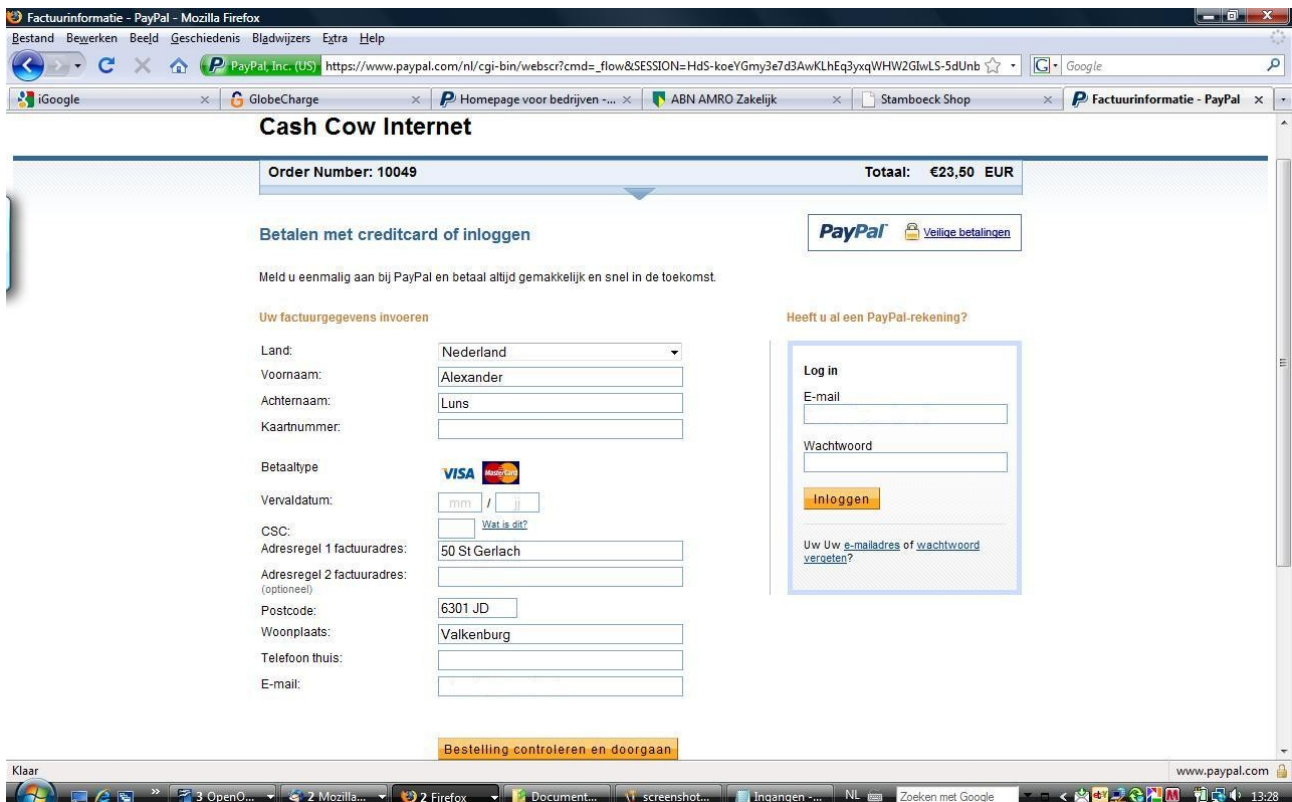 Factuurinformatie - PayPal - Mozilla Firefox
Bestand Bewerken Beeld Geschiedenis Bladwijzers Extra Help
PayPal, Inc. (US) https://www.paypal.com/nl/cgi-bin/webscr?cmd=_flow&SESSION=HdS-koeYGmy3e7d3AwKLhEq3yxqWHW2GIwLS-5dUnb Google
iGoogle GlobeCharge Homepage voor bedrijven -... ABN AMRO Zakelijk Stamboeck Shop Factuurinformatie - PayPal
Cash Cow Internet
Order Number: 10049 Totaal: €23,50 EUR
Betalen met creditcard of inloggen PayPal Veilige betalingen
Meld u eenmalig aan bij PayPal en betaal altijd gemakkelijk en snel in de toekomst.
Uw factuurgegevens invoeren
Land: Nederland
Voornaam: Alexander
Achternaam: Luns
Kaartnummer:
Betaaltype VISA MasterCard
Vervaldatum: mm / jj
CSC: Wat is dit?
Adresregel 1 factuuradres: 50 St Gerlach
Adresregel 2 factuuradres:
(optioneel)
Postcode: 6301 JD
Woonplaats: Valkenburg
Telefoon thuis:
E-mail:
Bestelling controleren en doorgaan
Heeft u al een PayPal-rekening?
Log in
E-mail
Wachtwoord
Inloggen
Uw Uw e-mailadres of wachtwoord
vergeten?
Klaar www.paypal.com
3 OpenO... 2 Mozilla... 2 Firefox Document... screenshot... Ingangen -... NL Zoeken met Google 13:28